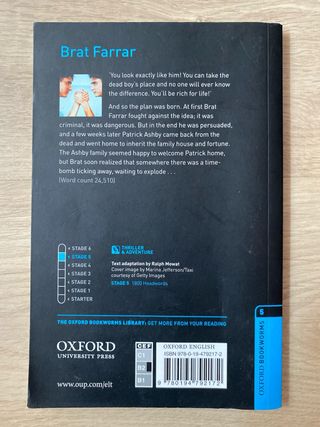 Brat Farrar
'You look exactly like him! You can take the
dead boy's place and no one will ever know
the difference. You'll be rich for life!'
And so the plan was born. At first Brat
Farrar fought against the idea; it was
criminal, it was dangerous. But in the end he was persuaded,
and a few weeks later Patrick Ashby came back from the
dead and went home to inherit the family house and fortune.
The Ashby family seemed happy to welcome Patrick home,
but Brat soon realized that somewhere there was a time-
bomb ticking away, waiting to explode . . .
(Word count 24,510)
• STAGE 6
• STAGE 5
• STAGE 4
• STAGE 3
• STAGE 2
• STAGE 1
• STARTER
THRILLER
& ADVENTURE
Text adaptation by Ralph Mowat
Cover image by Marina Jefferson/Taxi
courtesy of Getty Images
STAGE 5 1800 Headwords
THE OXFORD BOOKWORMS LIBRARY: GET MORE FROM YOUR READING
5
OXFORD BOOKWORMS
OXFORD
UNIVERSITY PRESS
www.oup.com/elt
CEF
C1
B2
B1
OXFORD ENGLISH
ISBN 978-0-19-479217-2
9 780194 792172